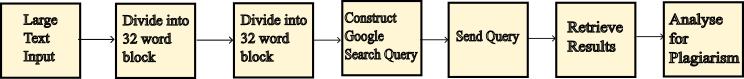 Large
Text
Input
Divide into
32 word
block
Divide into
32 word
block
Construct
Google
Search Query
Send Query
Retrieve
Results
Analyse
for
Plagiarism